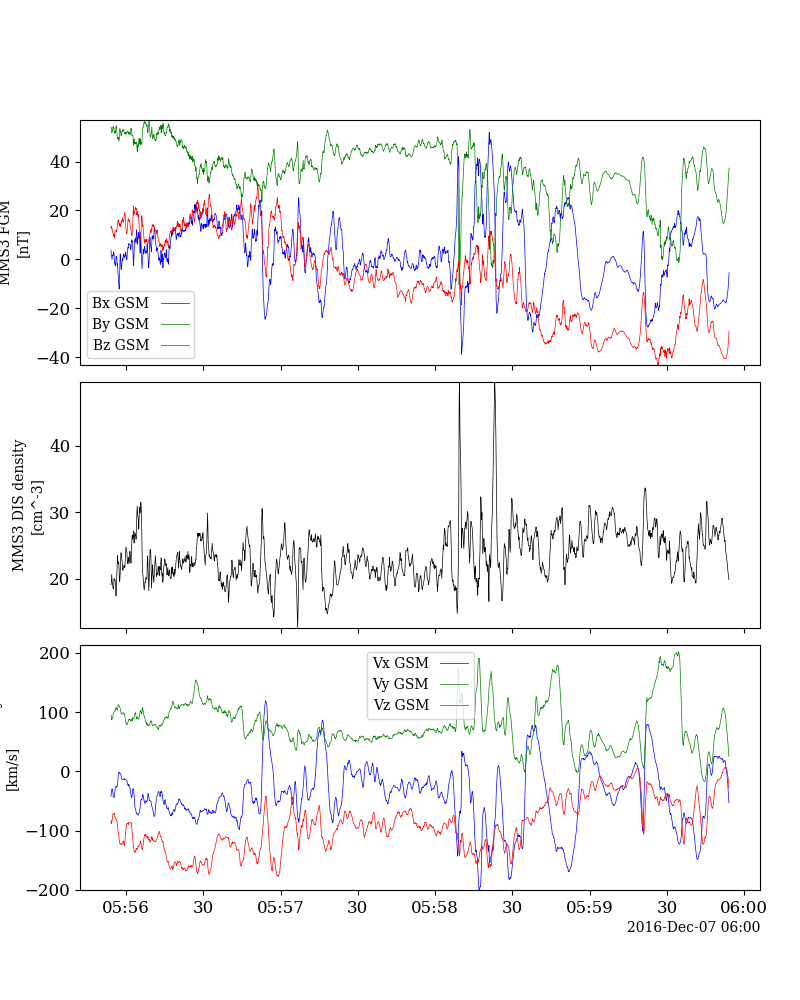 MMS3 FGM
[nT]
40
20
0
−20
−40
Bx GSM
By GSM
Bz GSM
MMS3 DIS density
[cm^-3]
40
30
20
[km/s]
200
100
0
−100
−200
Vx GSM
Vy GSM
Vz GSM
05:56 30 05:57 30 05:58 30 05:59 30 06:00
2016-Dec-07 06:00